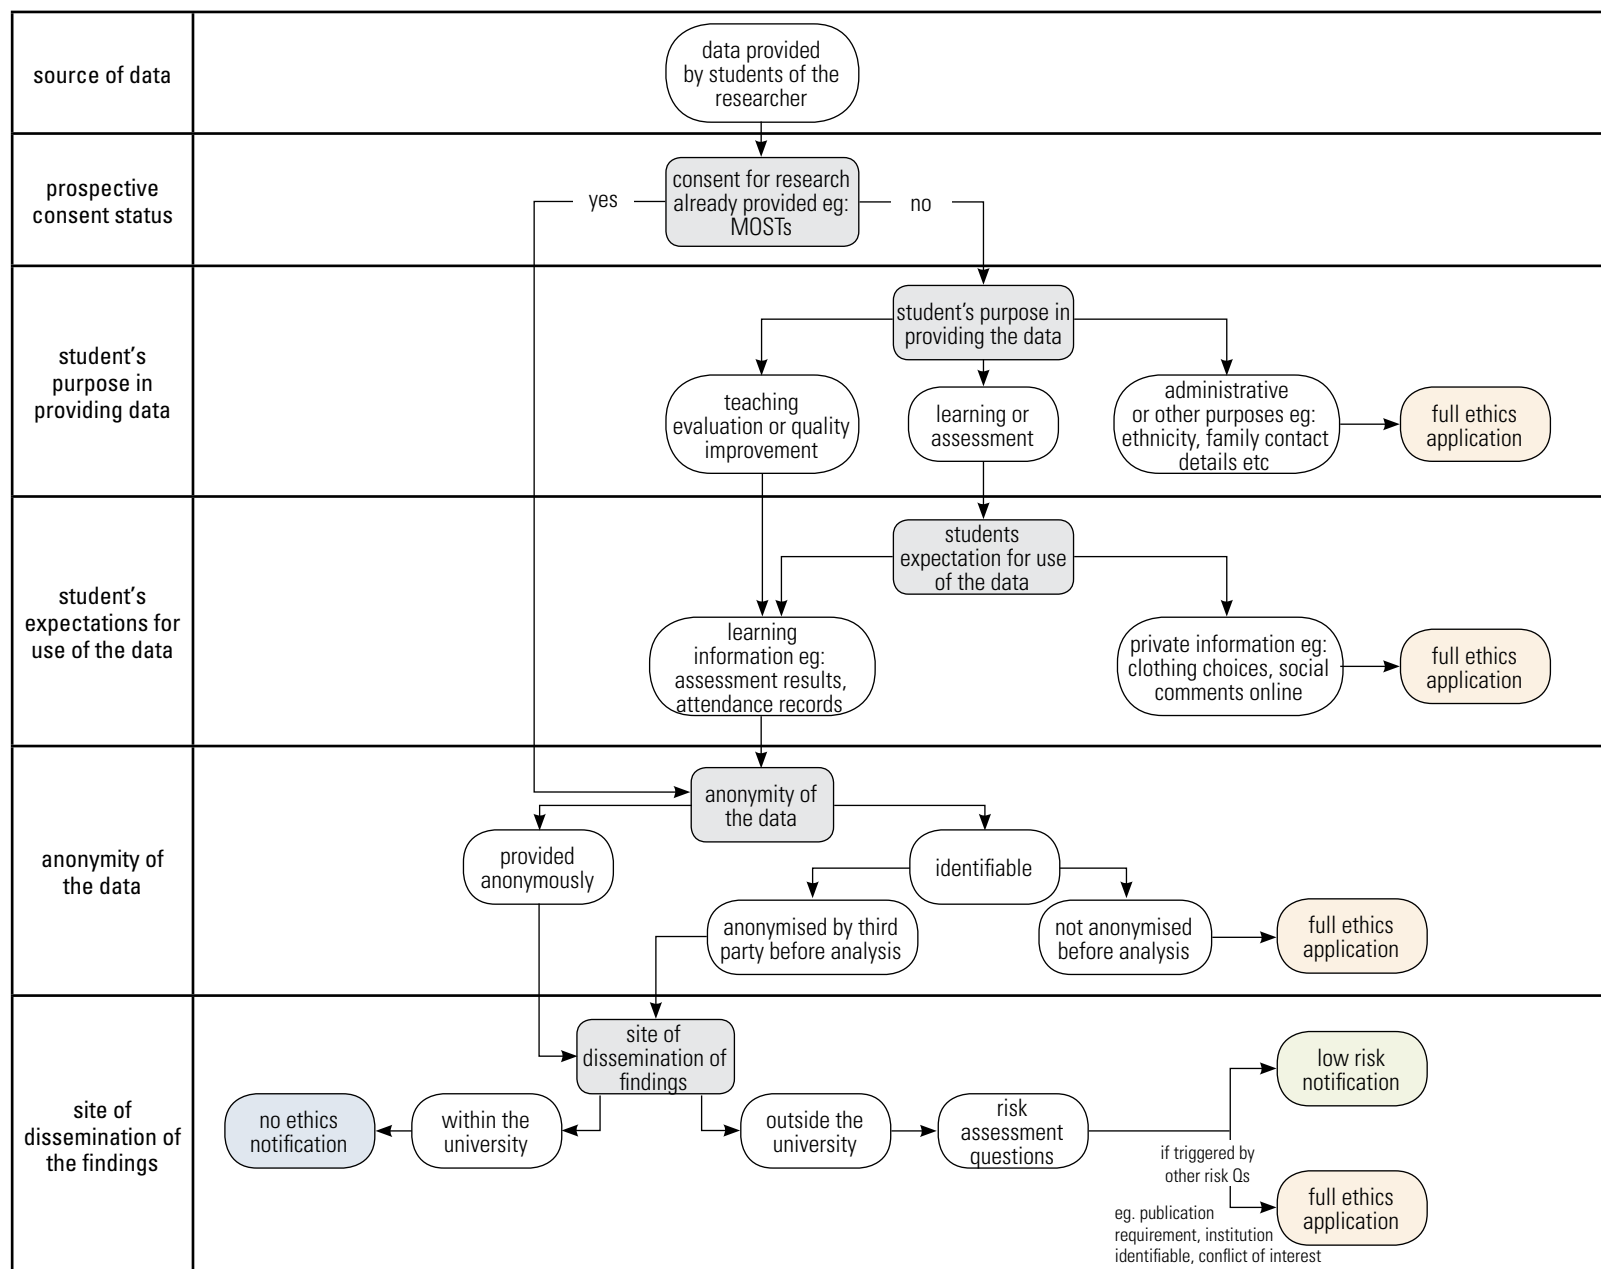 source of data
data provided
by students of the
researcher
prospective
consent status
yes
consent for research
already provided eg:
MOSTs
no
student's
purpose in
providing data
student's purpose in
providing the data
teaching
evaluation or quality
improvement
learning or
assessment
administrative
or other purposes eg:
ethnicity, family contact
details etc
full ethics
application
student's
expectations for
use of the data
students
expectation for use
of the data
learning
information eg:
assessment results,
attendance records
private information eg:
clothing choices, social
comments online
full ethics
application
anonymity of
the data
anonymity of
the data
provided
anonymously
identifiable
anonymised by third
party before analysis
not anonymised
before analysis
full ethics
application
site of
dissemination of
the findings
site of
dissemination of
findings
no ethics
notification
within the
university
outside the
university
risk
assessment
questions
low risk
notification
if triggered by
other risk Qs
full ethics
application
eg. publication
requirement, institution
identifiable, conflict of interest